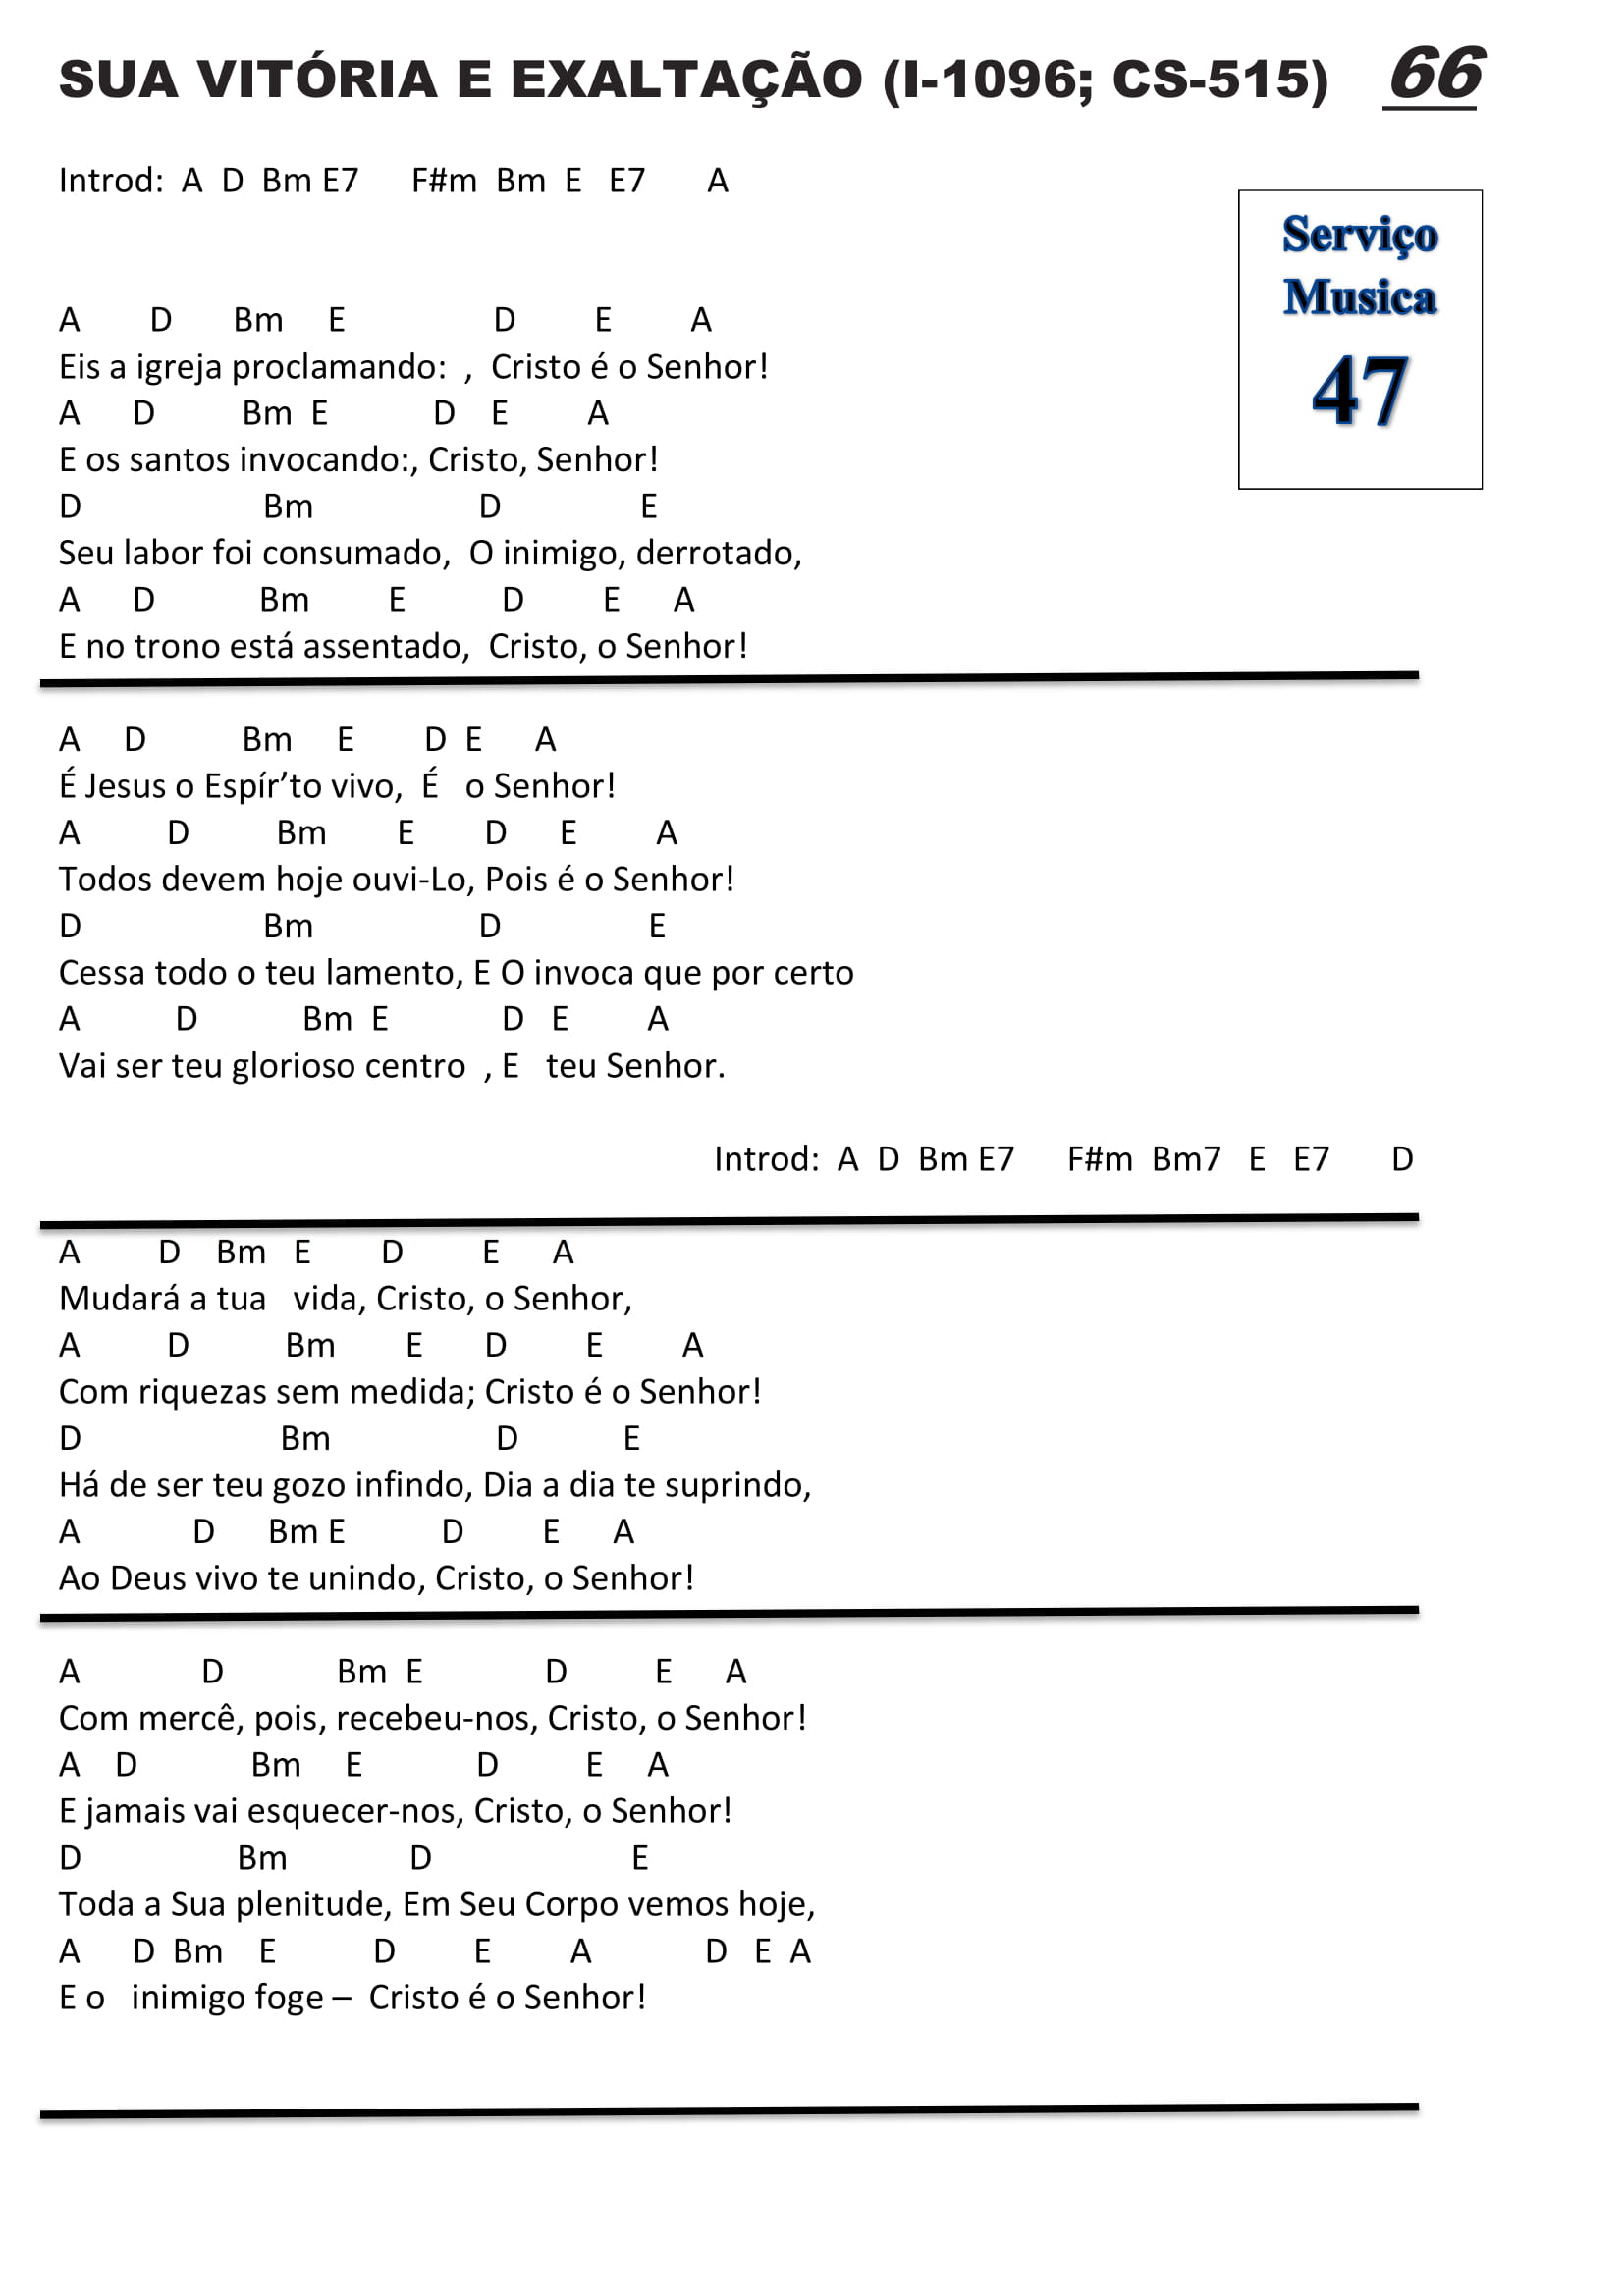 SUA VITÓRIA E EXALTAÇÃO (I-1096; CS-515) 66
Introd: A D Bm E7 F#m Bm E E7 A
Serviço
Musica
47
A D Bm E D E A
Eis a igreja proclamando: , Cristo é o Senhor!
A D Bm E D E A
E os santos invocando:, Cristo, Senhor!
D Bm D E
Seu labor foi consumado, O inimigo, derrotado,
A D Bm E D E A
E no trono está assentado, Cristo, o Senhor!
A D Bm E D E A
É Jesus o Espír’to vivo, É o Senhor!
A D Bm E D E A
Todos devem hoje ouvi-Lo, Pois é o Senhor!
D Bm D E
Cessa todo o teu lamento, E O invoca que por certo
A D Bm E D E A
Vai ser teu glorioso centro , E teu Senhor.
Introd: A D Bm E7 F#m Bm7 E E7 D
A D Bm E D E A
Mudará a tua vida, Cristo, o Senhor,
A D Bm E D E A
Com riquezas sem medida; Cristo é o Senhor!
D Bm D E
Há de ser teu gozo infindo, Dia a dia te suprindo,
A D Bm E D E A
Ao Deus vivo te unindo, Cristo, o Senhor!
A D Bm E D E A
Com mercê, pois, recebeu-nos, Cristo, o Senhor!
A D Bm E D E A
E jamais vai esquecer-nos, Cristo, o Senhor!
D Bm D E
Toda a Sua plenitude, Em Seu Corpo vemos hoje,
A D Bm E D E A D E A
E o inimigo foge – Cristo é o Senhor!